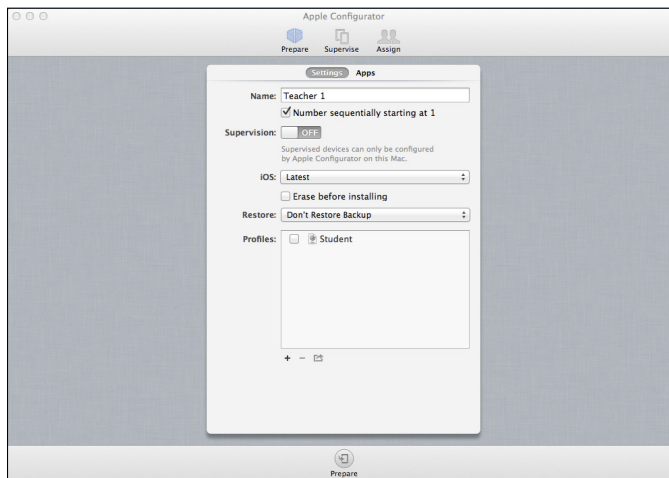 Apple Configurator
Prepare Supervise Assign
Settings Apps
Name: Teacher 1
Number sequentially starting at 1
Supervision: OFF
Supervised devices can only be configured
by Apple Configurator on this Mac.
iOS: Latest
Erase before installing
Restore: Don't Restore Backup
Profiles: Student
Prepare